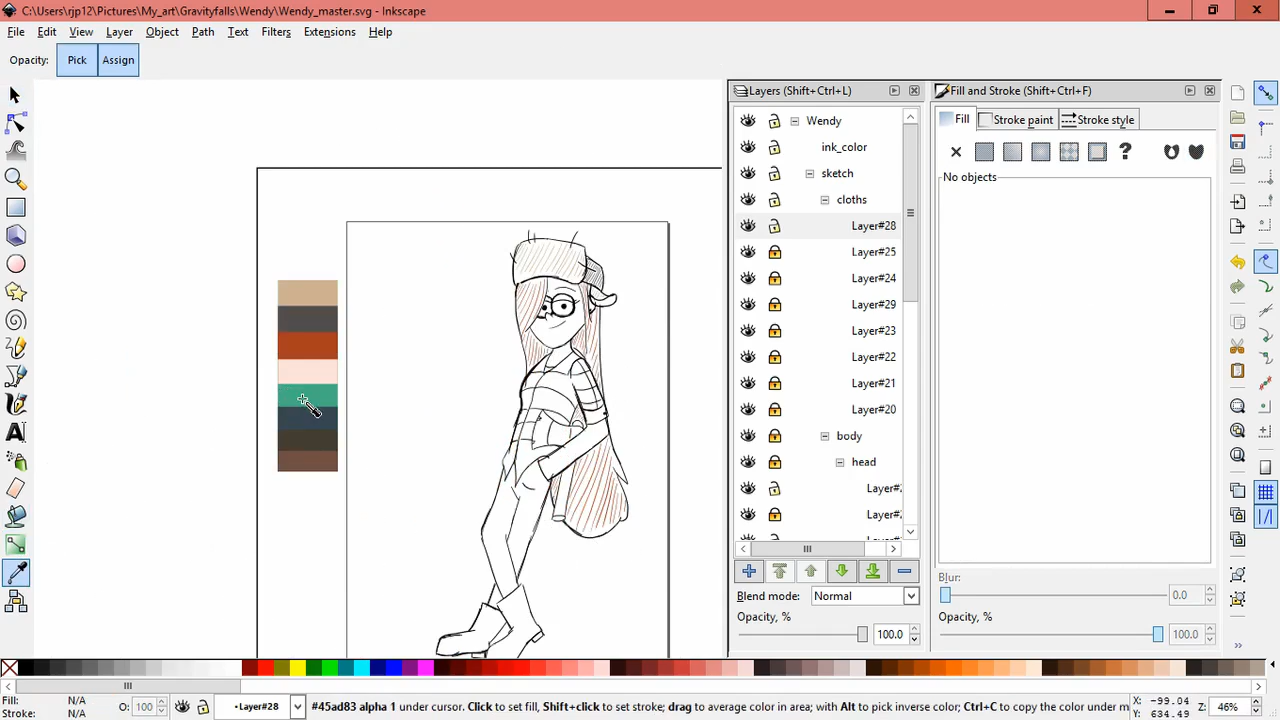 C:\Users\rjp12\Pictures\My_art\Gravityfalls\Wendy\Wendy_master.svg - Inkscape
File Edit View Layer Object Path Text Filters Extensions Help
Opacity: Pick Assign
Layers (Shift+Ctrl+L)
Wendy
ink_color
sketch
cloths
Layer#28
Layer#25
Layer#24
Layer#29
Layer#23
Layer#22
Layer#21
Layer#20
body
head
Layer#
Layer#
Blend mode: Normal
Opacity, %
100.0
Fill and Stroke (Shift+Ctrl+F)
Fill Stroke paint Stroke style
No objects
Blur:
0.0
Opacity, %
100.0
Fill: N/A
Stroke: N/A
O: 100
•Layer#28
#45ad83 alpha 1 under cursor. Click to set fill, Shift+click to set stroke; drag to average color in area; with Alt to pick inverse color; Ctrl+C to copy the color under m
X: -99.04
Y: 634.49
Z: 46%